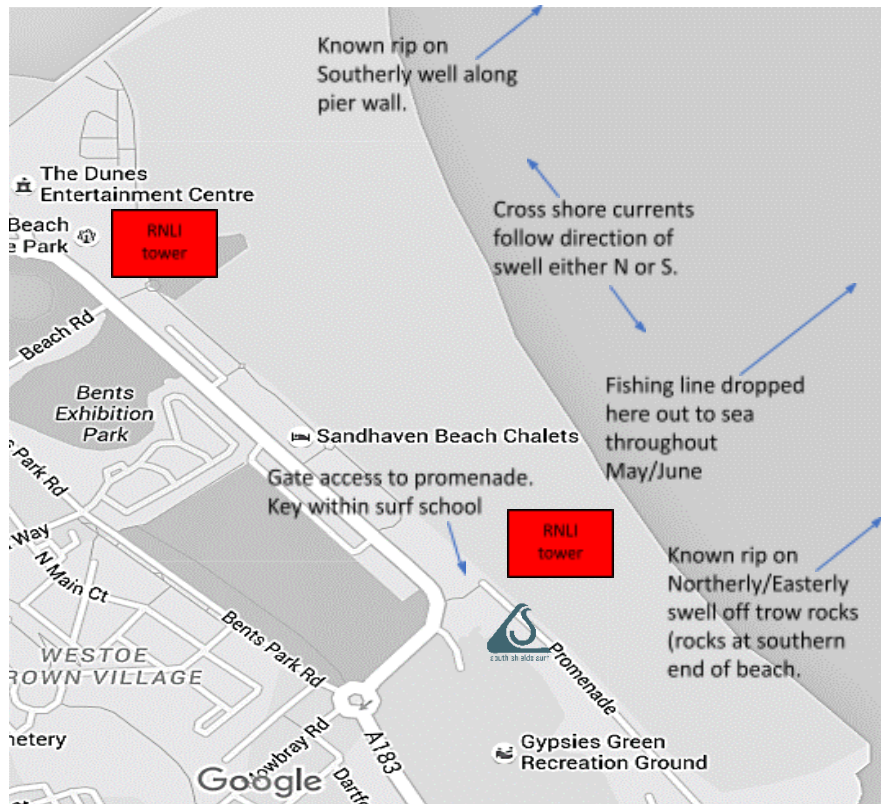 Known rip on
Southerly well along
pier wall.
The Dunes
Entertainment Centre
Beach
e Park
RNLI
tower
Cross shore currents
follow direction of
swell either N or S.
Beach Rd
Bents
Exhibition
Park
Fishing line dropped
here out to sea
throughout
May/June
Sandhaven Beach Chalets
Gate access to promenade.
Key within surf school
s Park Rd
Way
RNLI
tower
Known rip on
Northerly/Easterly
swell off trow rocks
(rocks at southern
end of beach.
N Main Ct
Bents Park Rd
south shields surf
Promenade
WESTOE
ROWN VILLAGE
metery
owbray Rd
A183
Dartf
Gypsies Green
Recreation Ground
Google